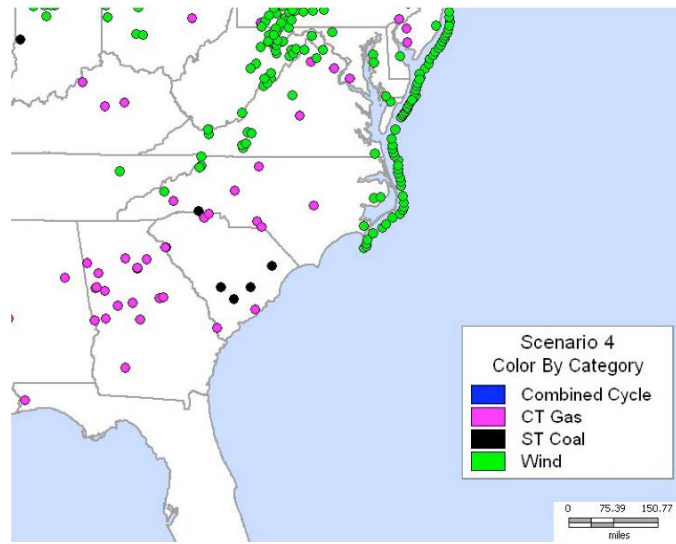 Scenario 4
Color By Category
Combined Cycle
CT Gas
ST Coal
Wind
0 75.39 150.77
miles